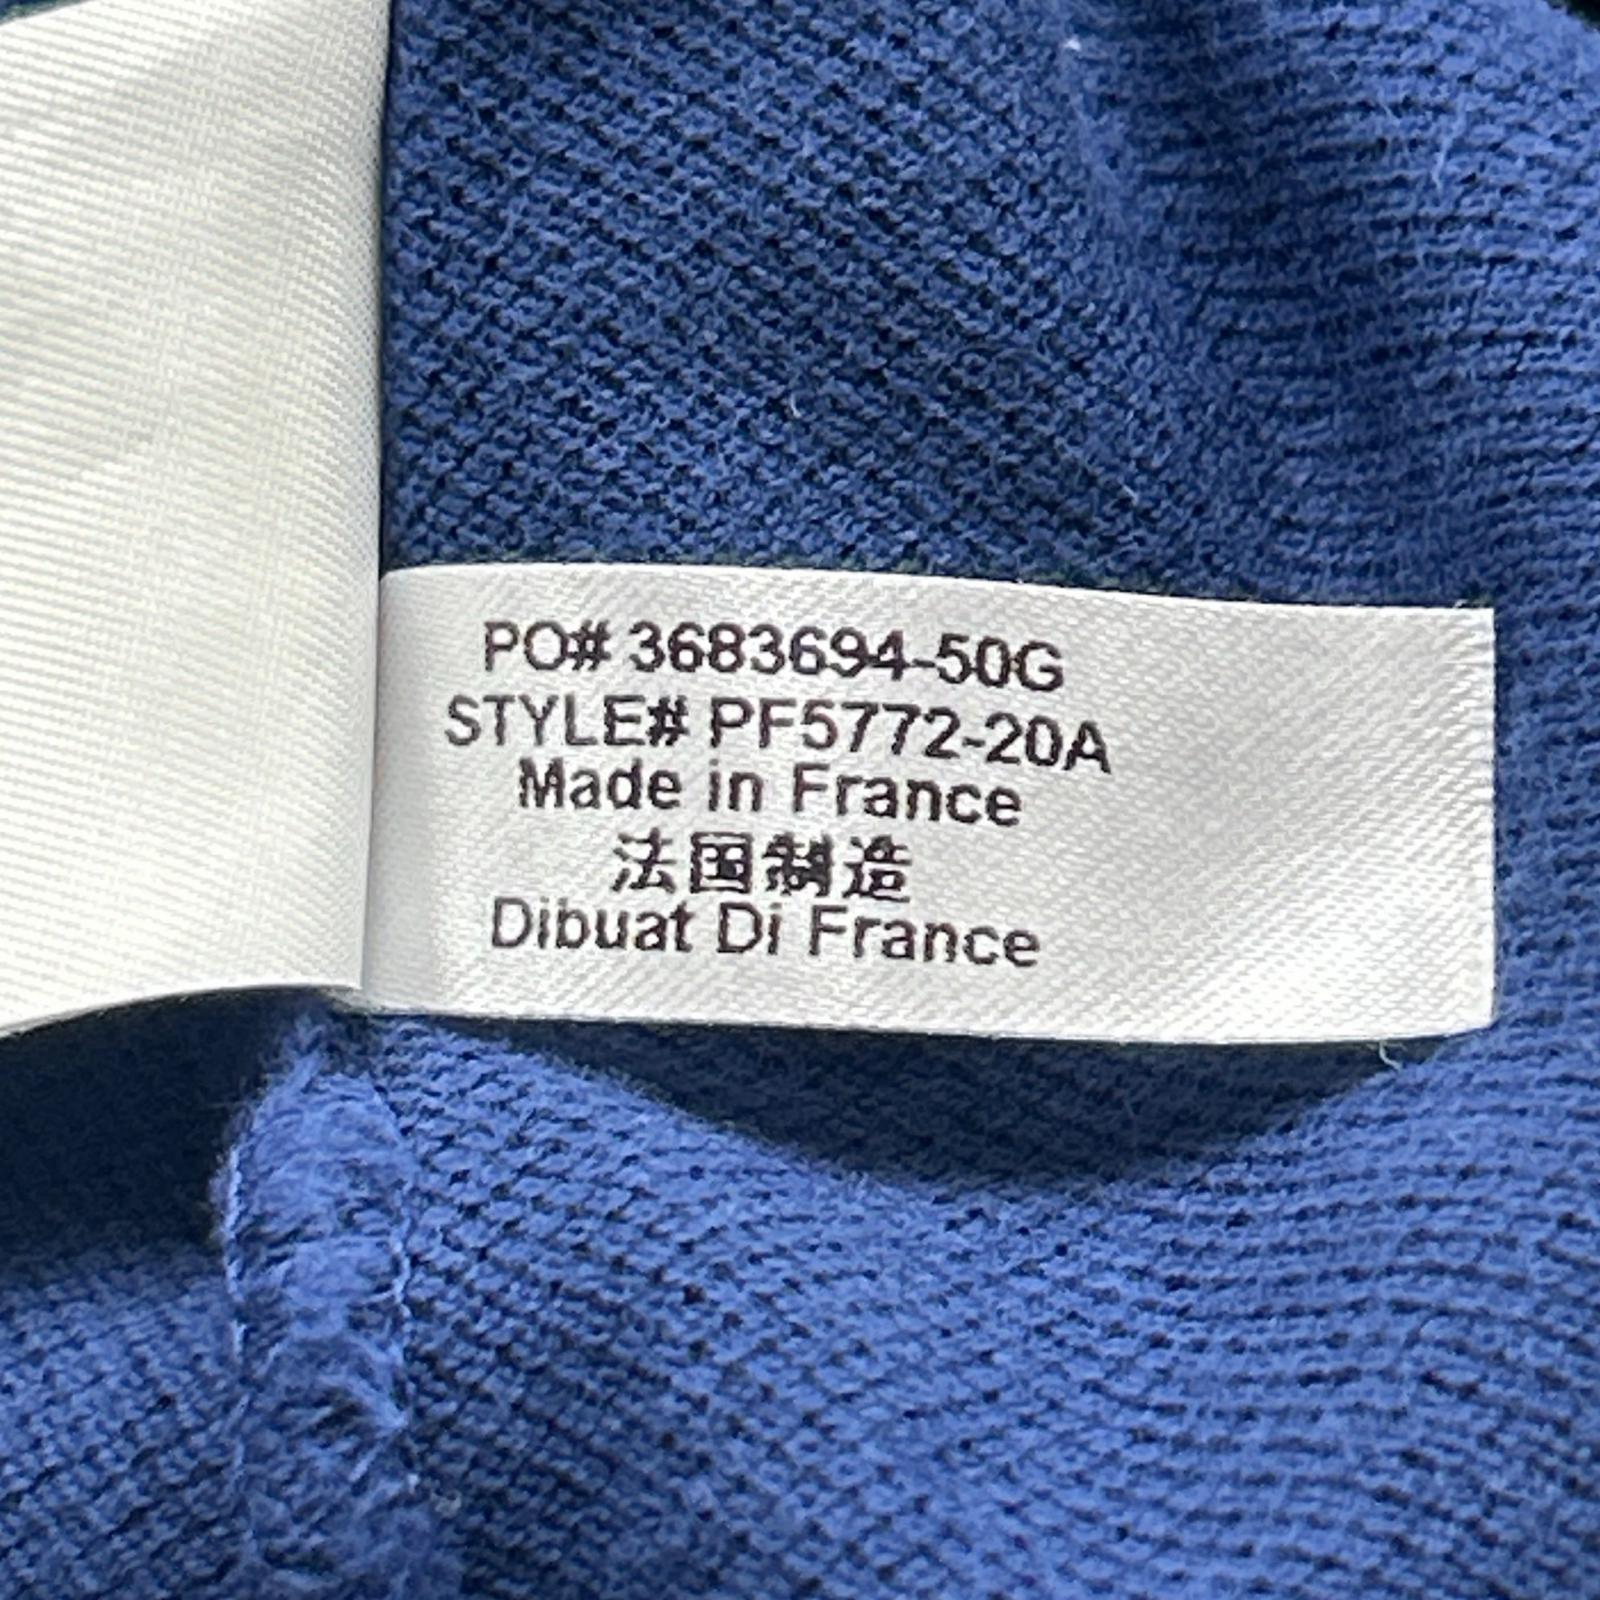 PO# 3683694-50G
STYLE# PF5772-20A
Made in France
法国制造
Dibuat Di France